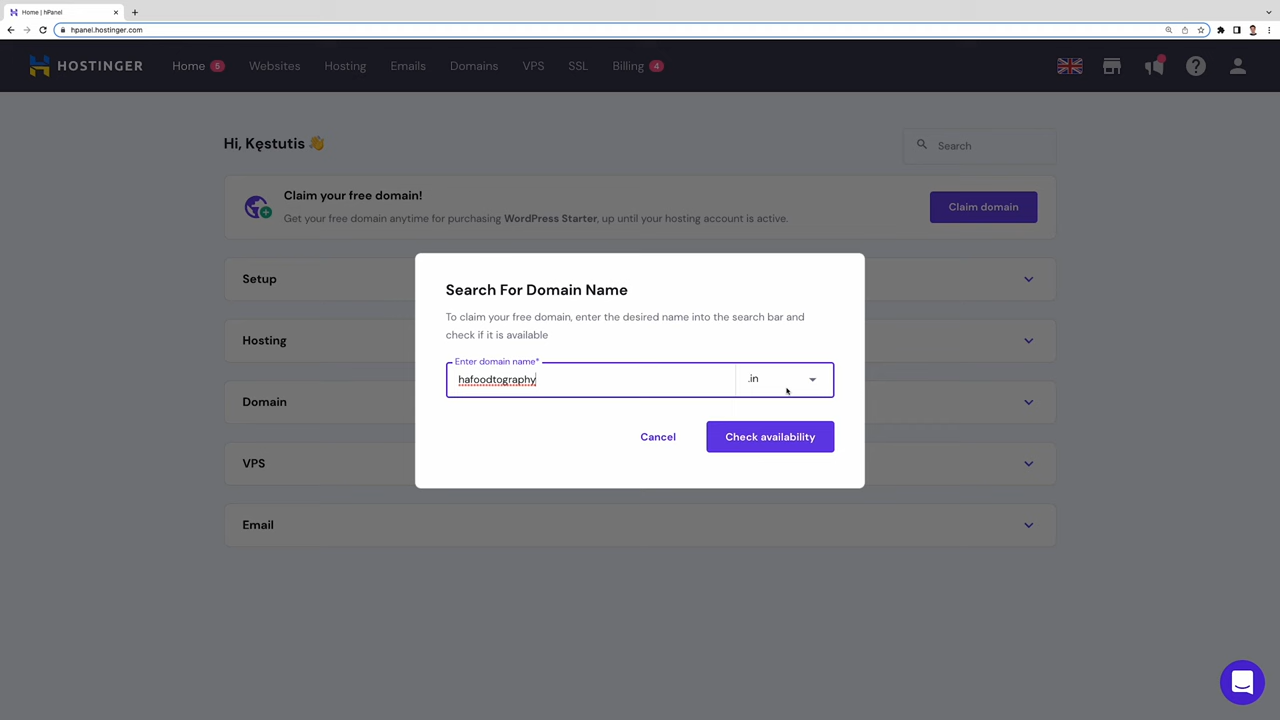 Home | hPanel
hpanel.hostinger.com
HOSTINGER
Home 5 Websites Hosting Emails Domains VPS SSL Billing 4
Hi, Kęstutis 👋
Search
Claim your free domain!
Get your free domain anytime for purchasing WordPress Starter, up until your hosting account is active.
Claim domain
Setup
Hosting
Domain
VPS
Email
Search For Domain Name
To claim your free domain, enter the desired name into the search bar and
check if it is available
Enter domain name*
hafoodtography
.in
Cancel
Check availability